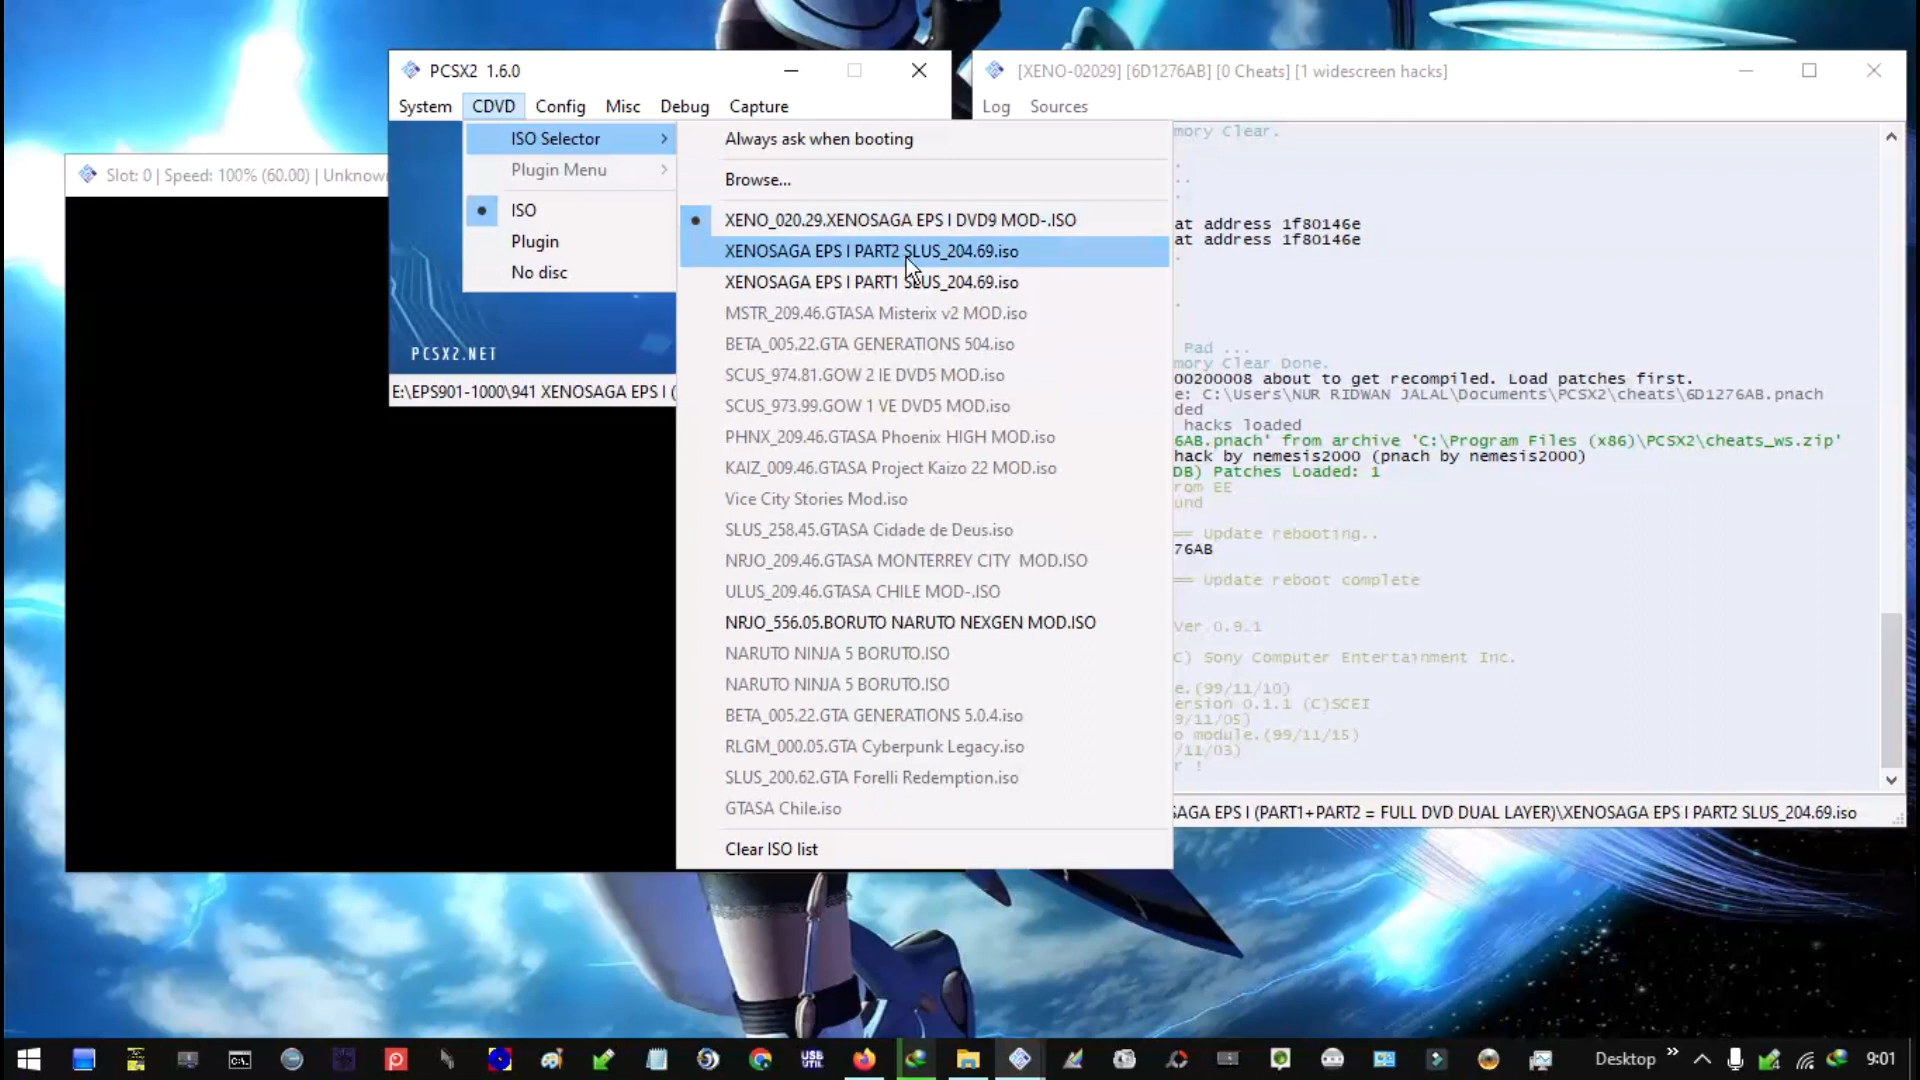 PCSX2 1.6.0
System CDVD Config Misc Debug Capture
ISO Selector
Plugin Menu
ISO
Plugin
No disc
PCSX2.NET
E:\EPS901-1000\941 XENOSAGA EPS I (
Slot: 0 | Speed: 100% (60.00) | Unknow
Always ask when booting
Browse...
XENO_020.29.XENOSAGA EPS I DVD9 MOD-.ISO
XENOSAGA EPS I PART2 SLUS_204.69.iso
XENOSAGA EPS I PART1 SLUS_204.69.iso
MSTR_209.46.GTASA Misterix v2 MOD.iso
BETA_005.22.GTA GENERATIONS 504.iso
SCUS_974.81.GOW 2 IE DVD5 MOD.iso
SCUS_973.99.GOW 1 VE DVD5 MOD.iso
PHNX_209.46.GTASA Phoenix HIGH MOD.iso
KAIZ_009.46.GTASA Project Kaizo 22 MOD.iso
Vice City Stories Mod.iso
SLUS_258.45.GTASA Cidade de Deus.iso
NRJO_209.46.GTASA MONTERREY CITY  MOD.ISO
ULUS_209.46.GTASA CHILE MOD-.ISO
NRJO_556.05.BORUTO NARUTO NEXGEN MOD.ISO
NARUTO NINJA 5 BORUTO.ISO
NARUTO NINJA 5 BORUTO.ISO
BETA_005.22.GTA GENERATIONS 5.0.4.iso
RLGM_000.05.GTA Cyberpunk Legacy.iso
SLUS_200.62.GTA Forelli Redemption.iso
GTASA Chile.iso
Clear ISO list
[XENO-02029] [6D1276AB] [0 Cheats] [1 widescreen hacks]
Log Sources
mory Clear.
.
..
.
at address 1f80146e
at address 1f80146e
.
.
Pad ...
mory Clear Done.
00200008 about to get recompiled. Load patches first.
e: C:\Users\NUR RIDWAN JALAL\Documents\PCSX2\cheats\6D1276AB.pnach
ded
hacks loaded
6AB.pnach' from archive 'C:\Program Files (x86)\PCSX2\cheats_ws.zip'
hack by nemesis2000 (pnach by nemesis2000)
DB) Patches Loaded: 1
rom EE
und
== Update rebooting..
76AB
== Update reboot complete
ver 0.9.1
C) Sony Computer Entertainment Inc.
e.(99/11/10)
ersion 0.1.1 (C)SCEI
9/11/05)
o module.(99/11/15)
/11/03)
r !
SAGA EPS I (PART1+PART2 = FULL DVD DUAL LAYER)\XENOSAGA EPS I PART2 SLUS_204.69.iso
USB UTIL
Desktop
9:01